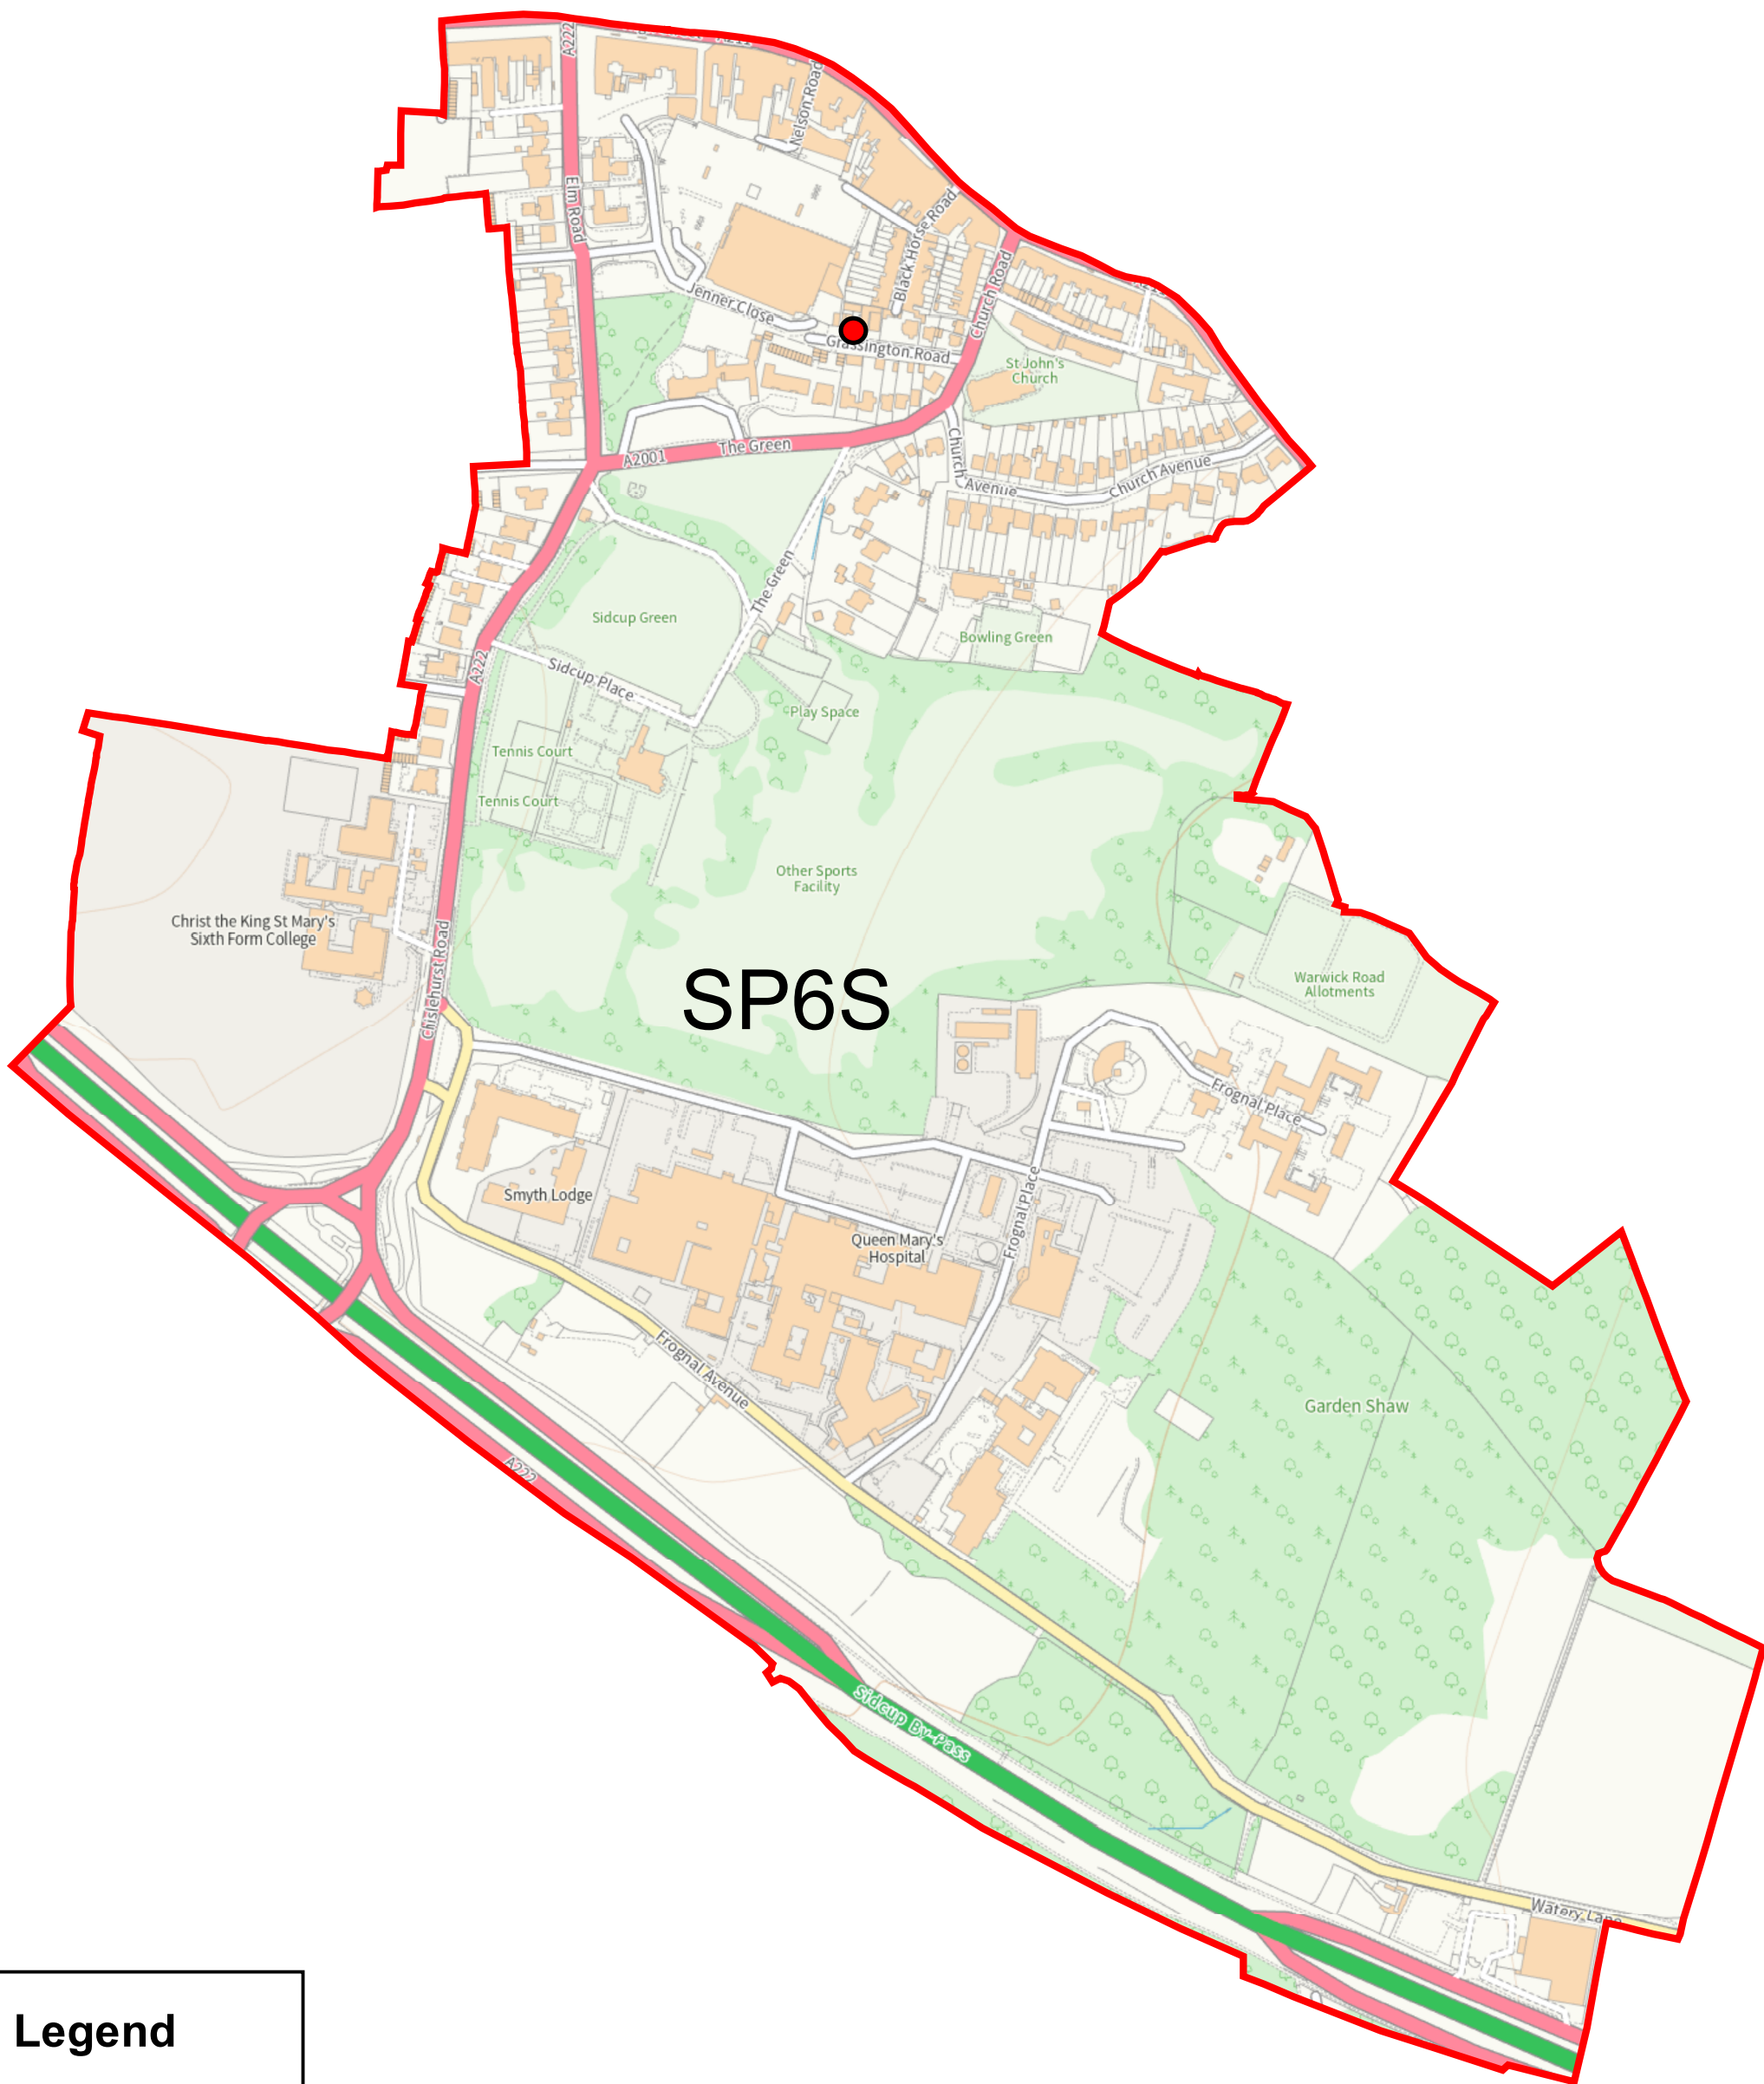 A222
A211
Nelson Road
Elm Road
Black Horse Road
Church Road
Jenner Close
Grassington Road
St John's
Church
The Green
A2001
Church
Avenue
Church Avenue
The Green
Sidcup Green
Bowling Green
A222
Sidcup Place
Play Space
Tennis Court
Tennis Court
Other Sports
Facility
Christ the King St Mary's
Sixth Form College
Chislehurst Road
SP6S
Warwick Road
Allotments
Frognal Place
Smyth Lodge
Frognal Place
Queen Mary's
Hospital
Frognal Avenue
Garden Shaw
A222
Sidcup By-Pass
Watery Lane
Legend